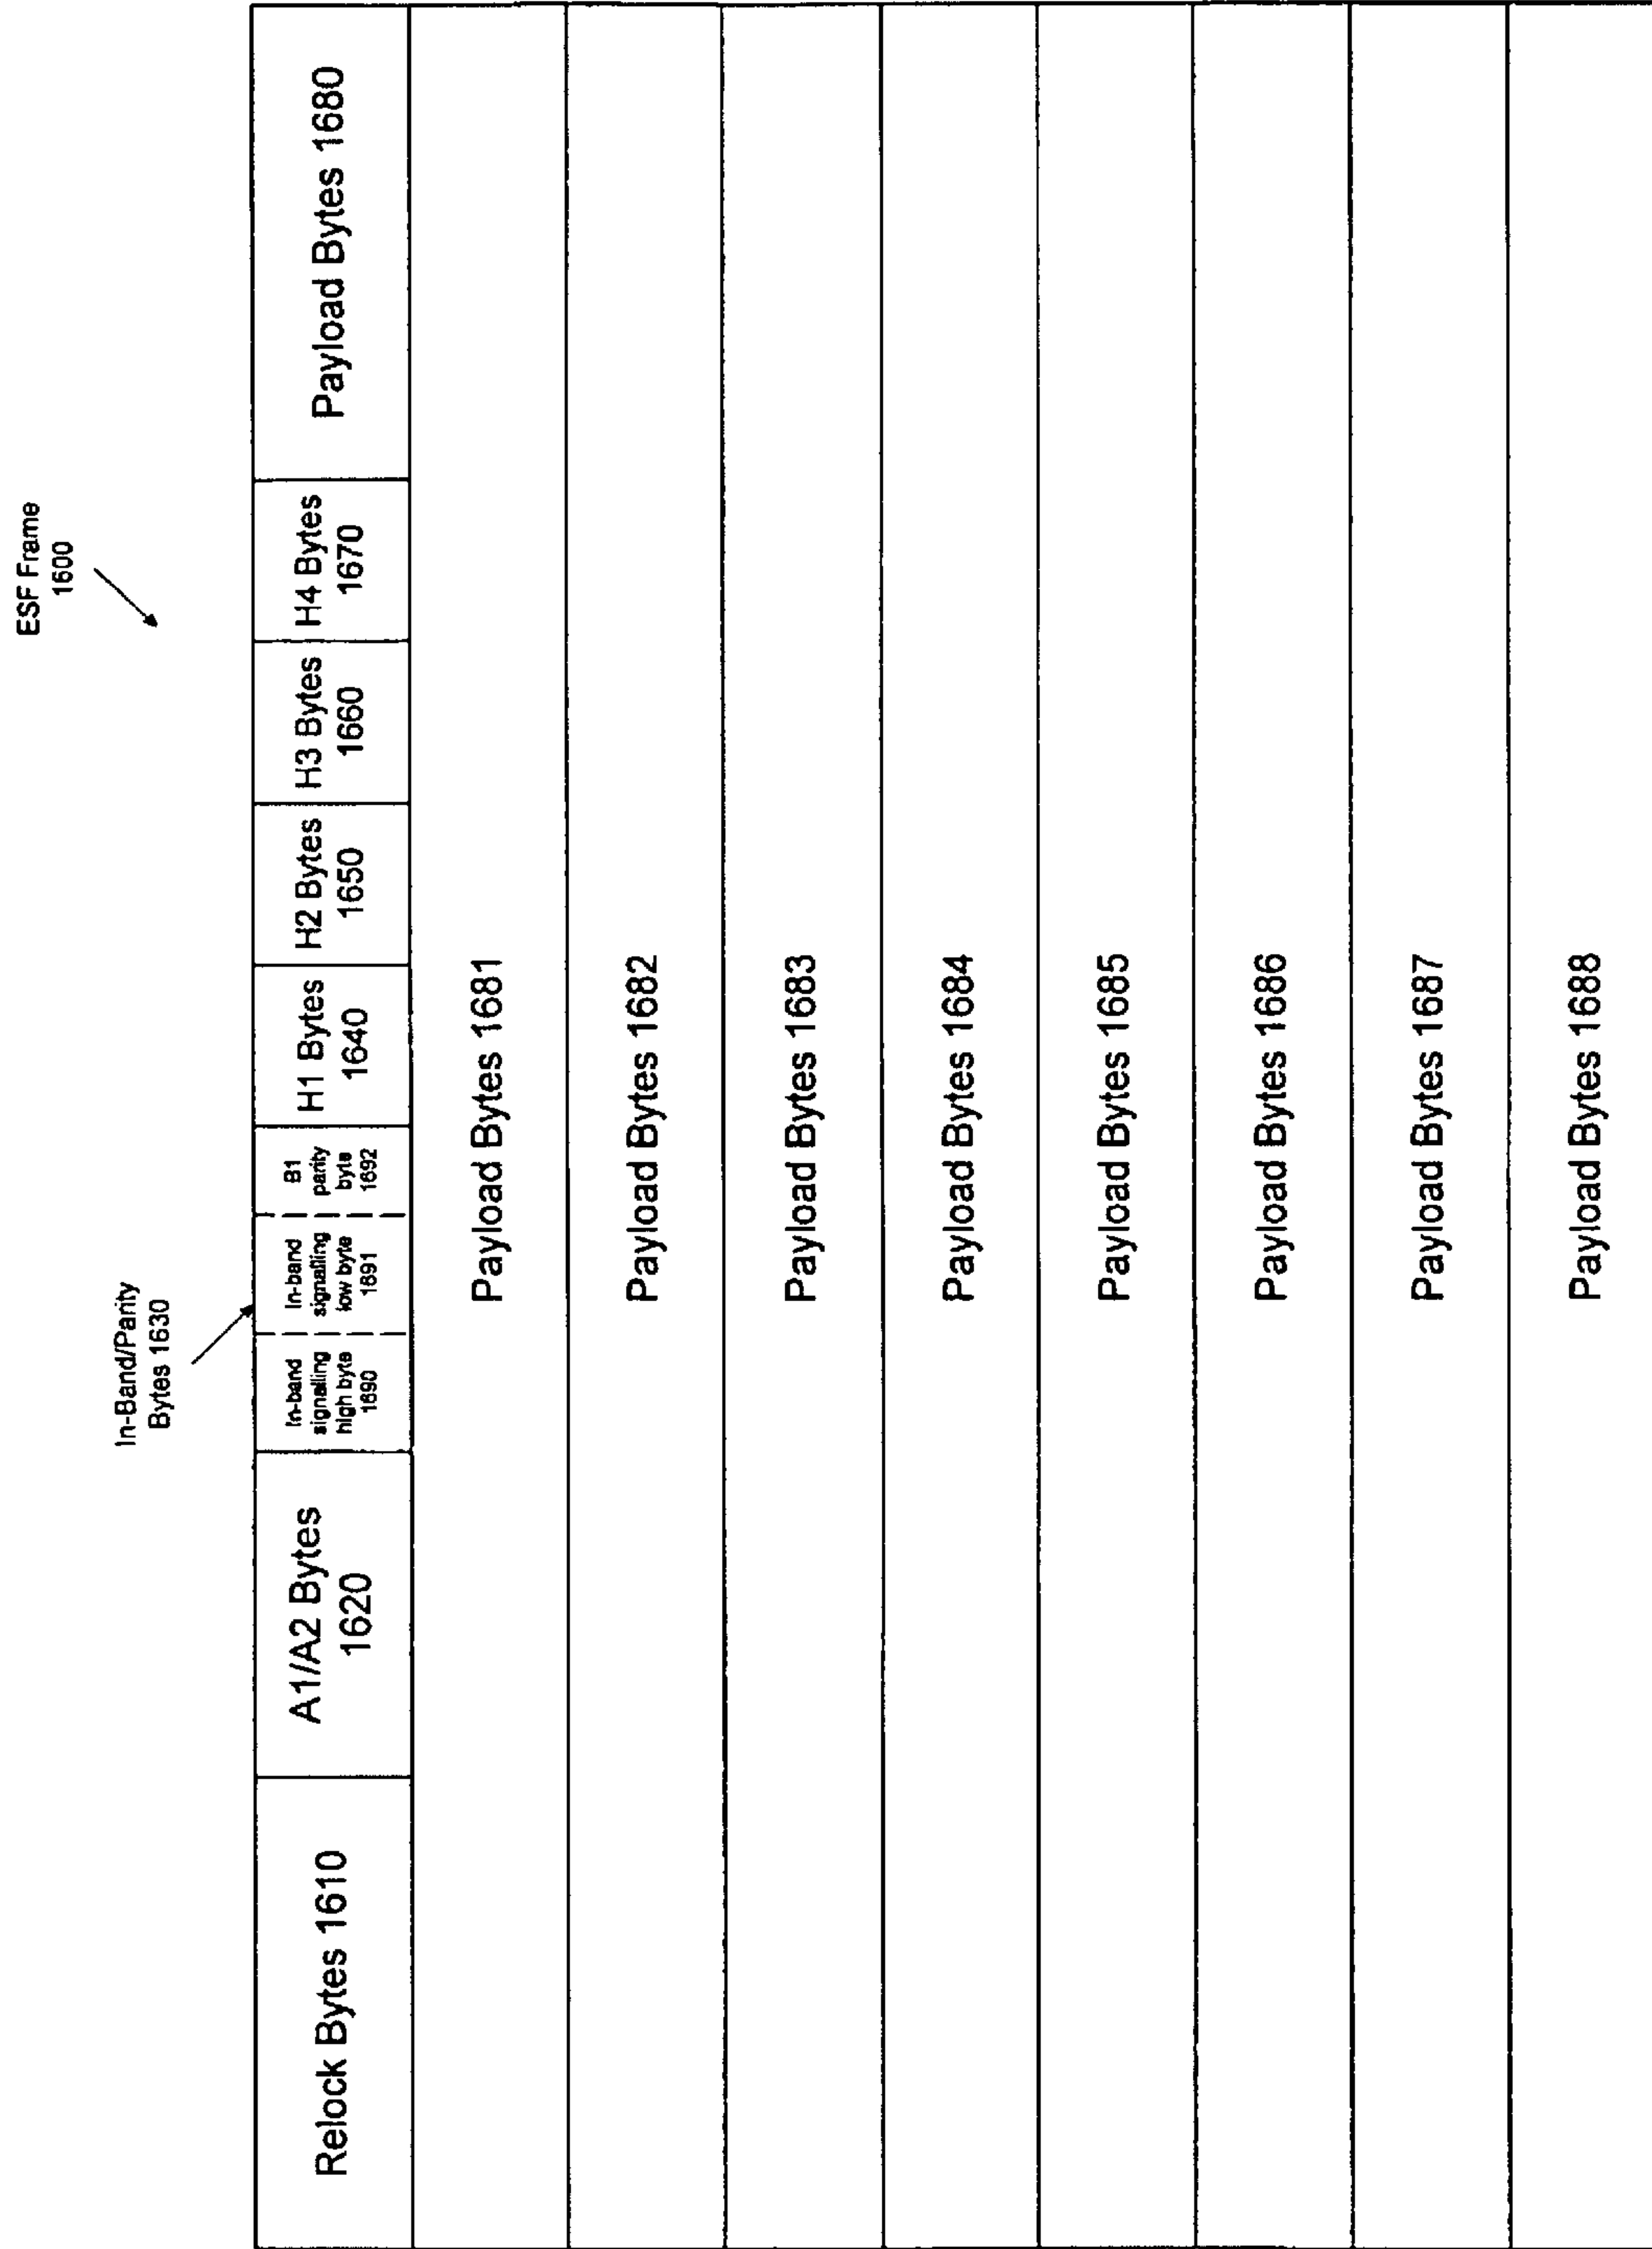 ESF Frame
1600
In-Band/Parity
Bytes 1630
Relock Bytes 1610
A1/A2 Bytes
1620
In-band
signalling
high byte
1690
In-band
signalling
low byte
1691
B1
parity
byte
1692
H1 Bytes
1640
H2 Bytes
1650
H3 Bytes
1660
H4 Bytes
1670
Payload Bytes 1680
Payload Bytes 1681
Payload Bytes 1682
Payload Bytes 1683
Payload Bytes 1684
Payload Bytes 1685
Payload Bytes 1686
Payload Bytes 1687
Payload Bytes 1688